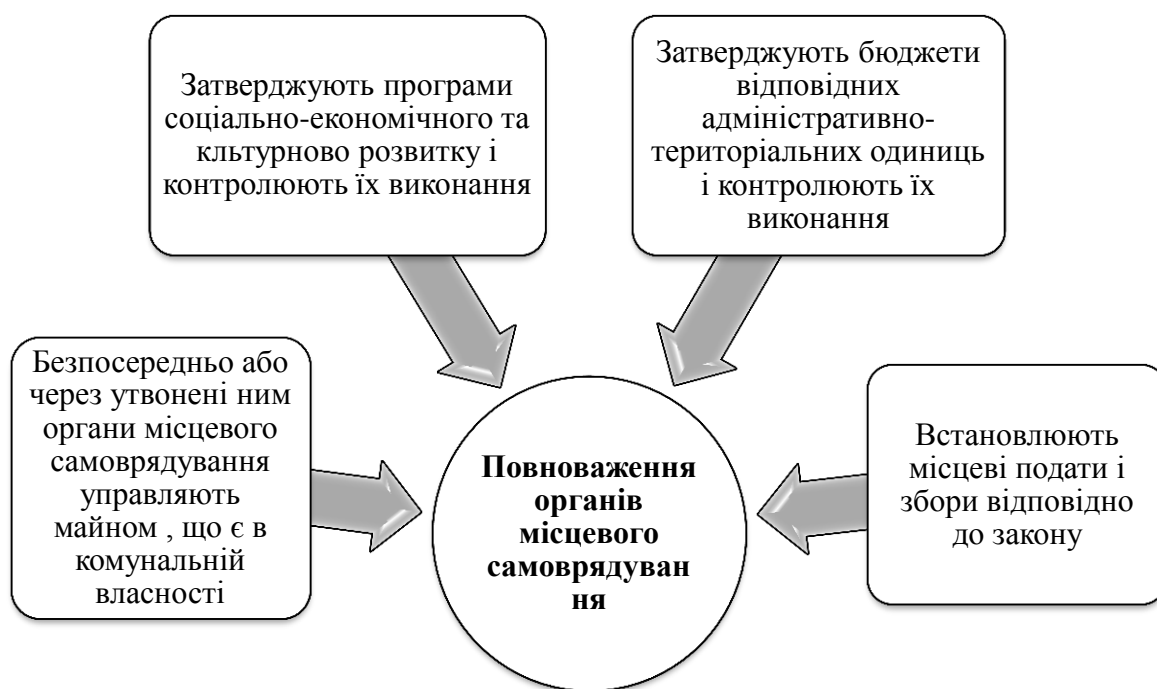 Затверджують програми
соціально-економічного та
кльтурново розвитку і
контролюють їх виконання
Затверджують бюджети
відповідних
адміністративно-
територіальних одиниць
і контролюють їх
виконання
Безпосередньо або
через утвонені ним
органи місцевого
самоврядування
управляють
майном , що є в
комунальній
власності
Повноваження
органів
місцевого
самоврядуван
ня
Встановлюють
місцеві подати і
збори відповідно
до закону